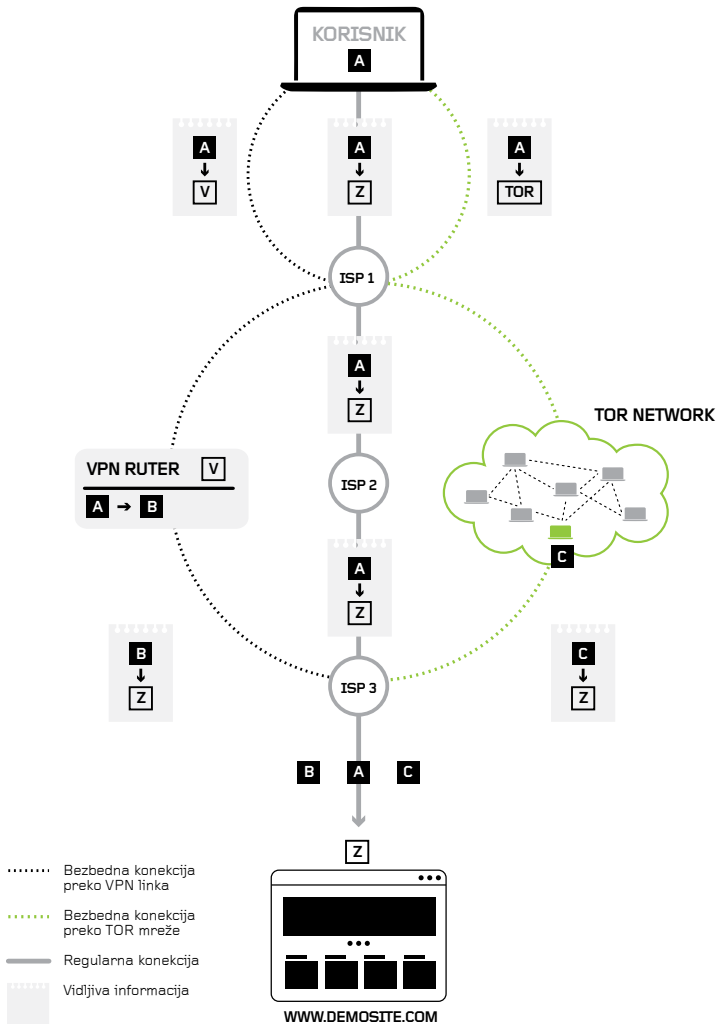 KORISNIK
A
A
↓
V
A
↓
Z
A
↓
TOR
ISP 1
A
↓
Z
TOR NETWORK
VPN RUTER V
A → B
ISP 2
C
A
↓
Z
B
↓
Z
C
↓
Z
ISP 3
B A C
Z
Bezbedna konekcija
preko VPN linka
Bezbedna konekcija
preko TOR mreže
Regularna konekcija
Vidljiva informacija
WWW.DEMOSITE.COM